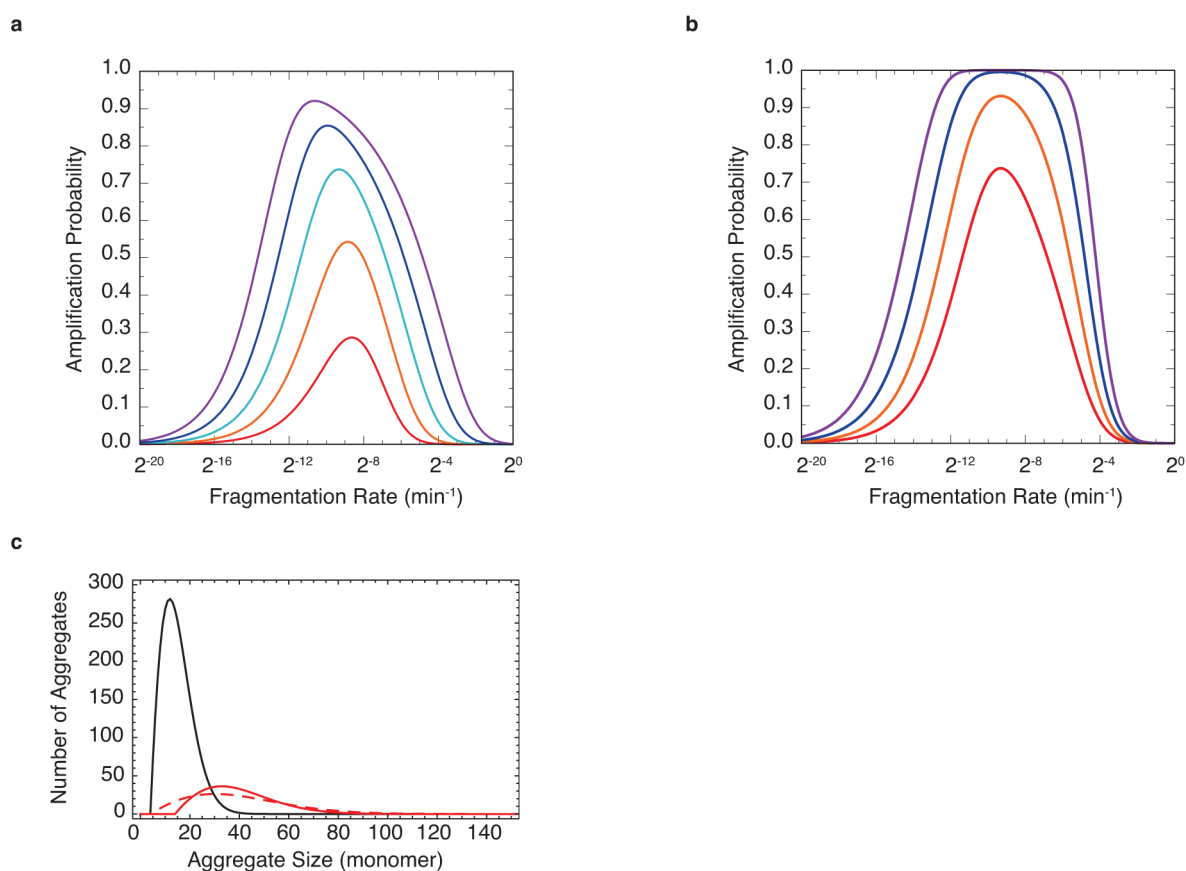 a
1.0
0.9
0.8
0.7
0.6
0.5
0.4
0.3
0.2
0.1
0.0
Amplification Probability
2⁻²⁰ 2⁻¹⁶ 2⁻¹² 2⁻⁸ 2⁻⁴ 2⁰
Fragmentation Rate (min⁻¹)
b
1.0
0.9
0.8
0.7
0.6
0.5
0.4
0.3
0.2
0.1
0.0
Amplification Probability
2⁻²⁰ 2⁻¹⁶ 2⁻¹² 2⁻⁸ 2⁻⁴ 2⁰
Fragmentation Rate (min⁻¹)
c
300
250
200
150
100
50
0
Number of Aggregates
0 20 40 60 80 100 120 140
Aggregate Size (monomer)